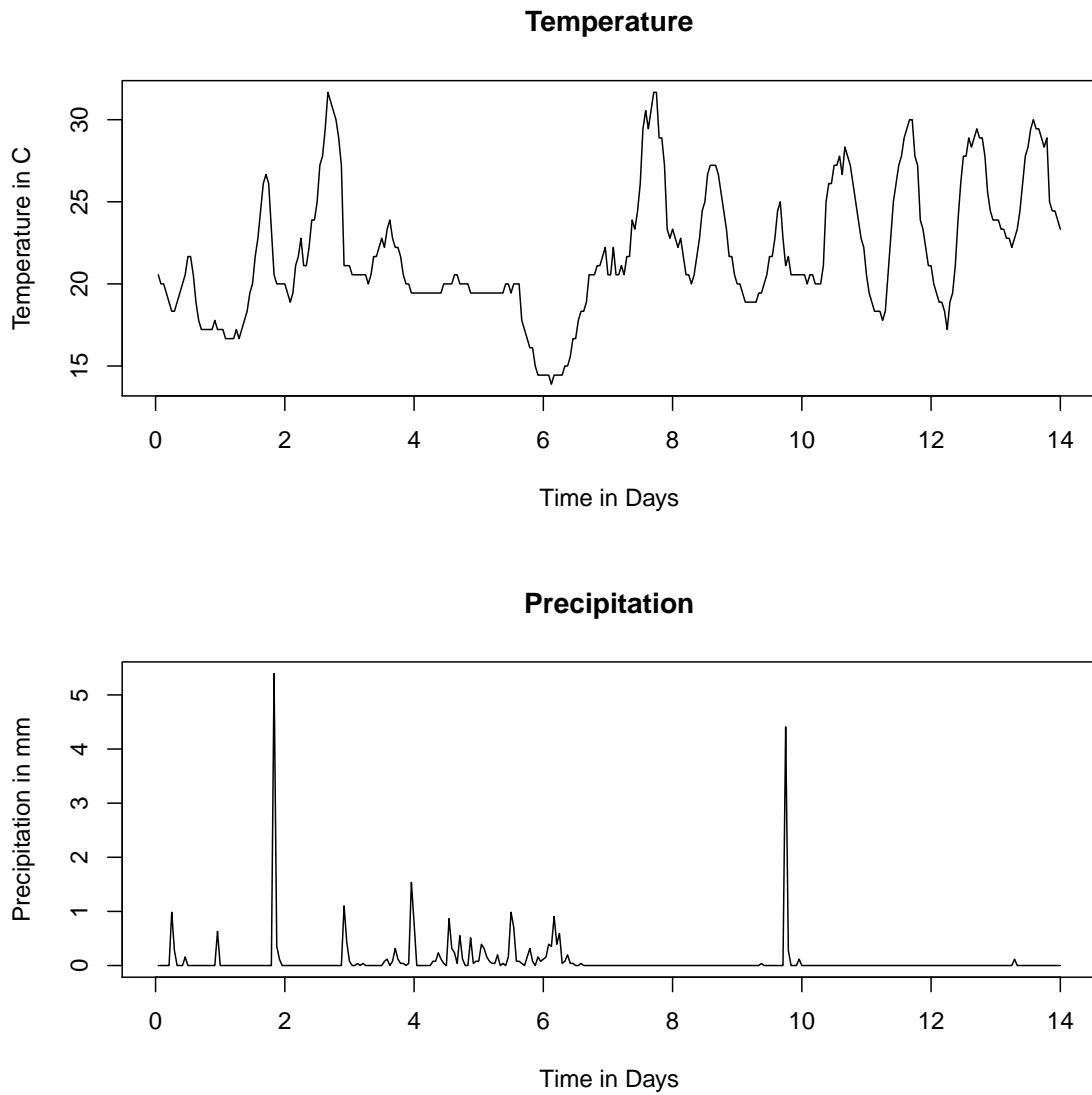 Temperature
Temperature in C
30
25
20
15
0 2 4 6 8 10 12 14
Time in Days
Precipitation
Precipitation in mm
5
4
3
2
1
0
0 2 4 6 8 10 12 14
Time in Days